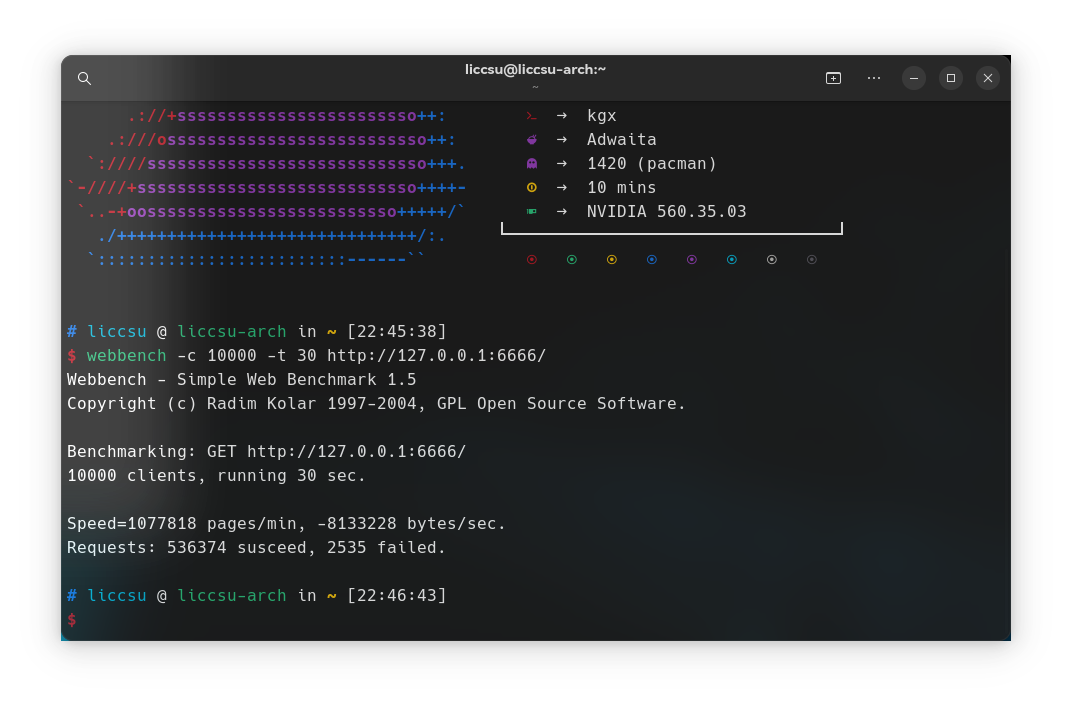 liccsu@liccsu-arch:~
~
.://+sssssssssssssssssssssssso++: >_ → kgx
.:///ossssssssssssssssssssssssso++: → Adwaita
`:////ssssssssssssssssssssssssssso+++. → 1420 (pacman)
`-////+ssssssssssssssssssssssssssso++++- → 10 mins
`..-+oosssssssssssssssssssssssso+++++/` → NVIDIA 560.35.03
./++++++++++++++++++++++++++++++/:.
`:::::::::::::::::::::::::------``
# liccsu @ liccsu-arch in ~ [22:45:38]
$ webbench -c 10000 -t 30 http://127.0.0.1:6666/
Webbench - Simple Web Benchmark 1.5
Copyright (c) Radim Kolar 1997-2004, GPL Open Source Software.
Benchmarking: GET http://127.0.0.1:6666/
10000 clients, running 30 sec.
Speed=1077818 pages/min, -8133228 bytes/sec.
Requests: 536374 susceed, 2535 failed.
# liccsu @ liccsu-arch in ~ [22:46:43]
$